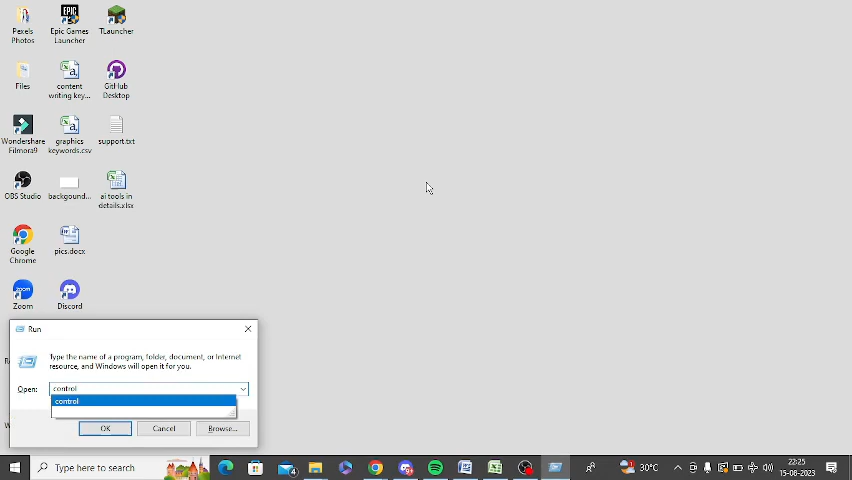 Pexels
Photos
Epic Games
Launcher
TLauncher
Files
content
writing key...
GitHub
Desktop
Wondershare
Filmora9
graphics
keywords.csv
support.txt
OBS Studio
backgound...
ai tools in
details.xlsx
Google
Chrome
pics.docx
Zoom
Discord
Run
Type the name of a program, folder, document, or Internet
resource, and Windows will open it for you.
Open: control
control
OK Cancel Browse...
Type here to search
4
30°C
22:25
15-08-2023